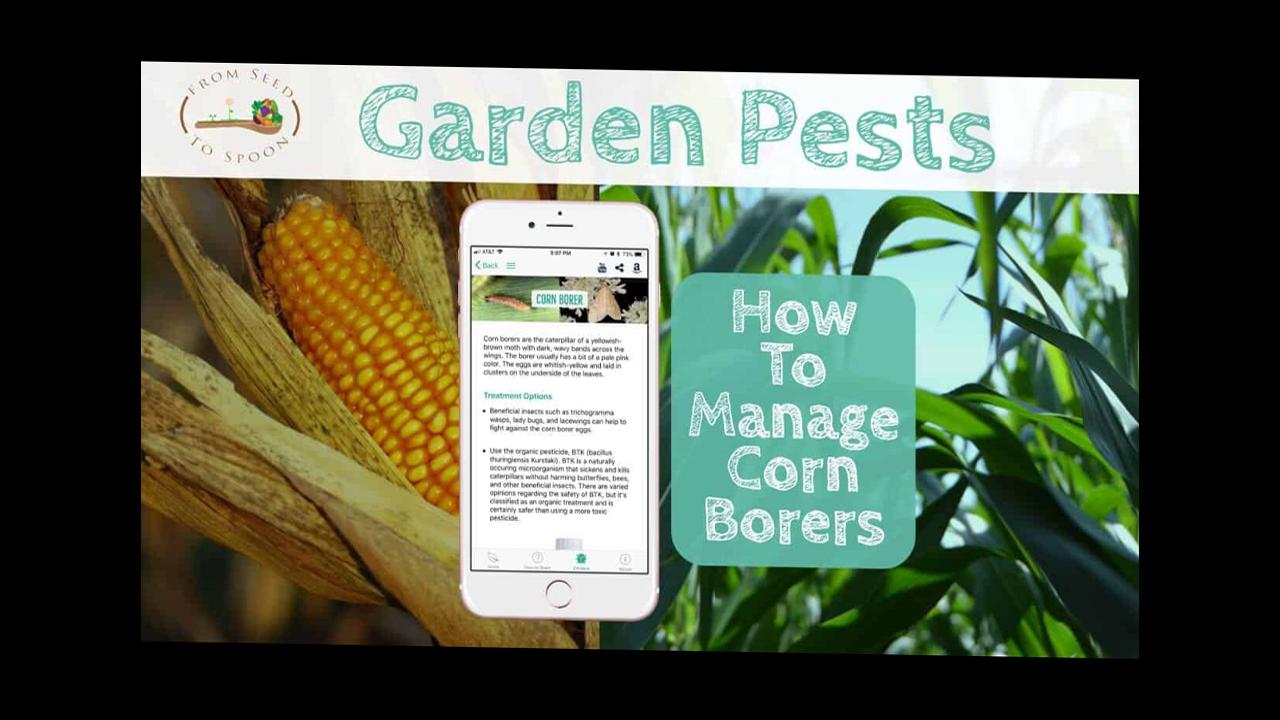 FROM SEED
TO SPOON
Garden Pests
AT&T
5:07 PM
73%
Back
CORN BORER
Corn borers are the caterpillar of a yellowish-
brown moth with dark, wavy bands across the
wings. The borer usually has a bit of a pale pink
color. The eggs are whitish-yellow and laid in
clusters on the underside of the leaves.
Treatment Options
• Beneficial insects such as trichogramma
wasps, lady bugs, and lacewings can help to
fight against the corn borer eggs.
• Use the organic pesticide, BTK (bacillus
thuringiensis Kurstaki). BTK is a naturally
occuring microorganism that sickens and kills
caterpillars without harming butterflies, bees,
and other beneficial insects. There are varied
opinions regarding the safety of BTK, but it's
classified as an organic treatment and is
certainly safer than using a more toxic
pesticide.
How
To
Manage
Corn
Borers